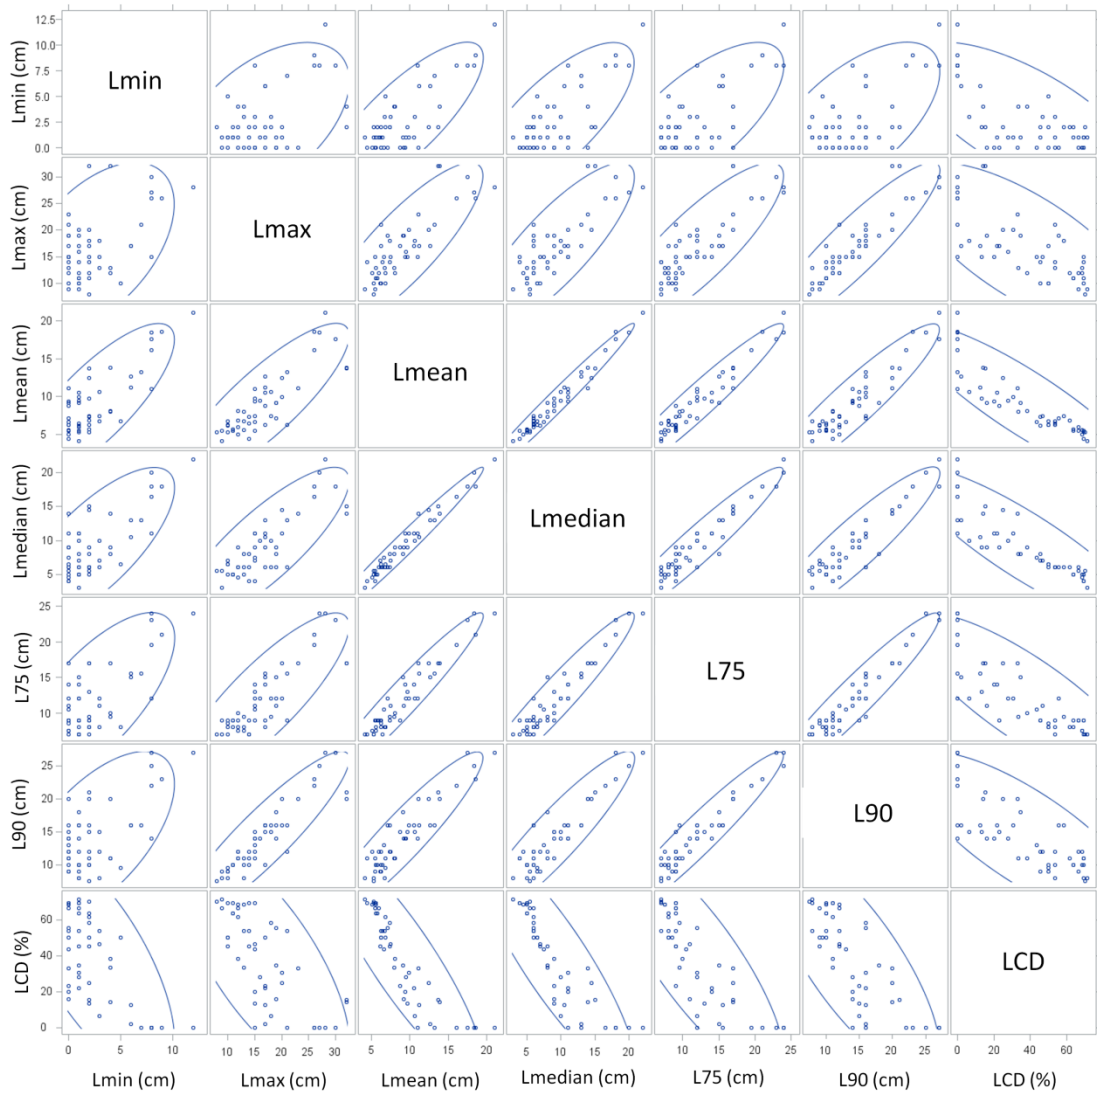 12.5
10.0
7.5
5.0
2.5
0.0
Lmin (cm)
Lmin
30
25
20
15
10
Lmax (cm)
Lmax
20
15
10
5
Lmean (cm)
Lmean
20
15
10
5
Lmedian (cm)
Lmedian
25
20
15
10
L75 (cm)
L75
25
20
15
10
L90 (cm)
L90
60
40
20
0
LCD (%)
LCD
0 5 10 10 15 20 25 30 5 10 15 20 5 10 15 20 10 15 20 25 10 15 20 25 0 20 40 60
Lmin (cm) Lmax (cm) Lmean (cm) Lmedian (cm) L75 (cm) L90 (cm) LCD (%)